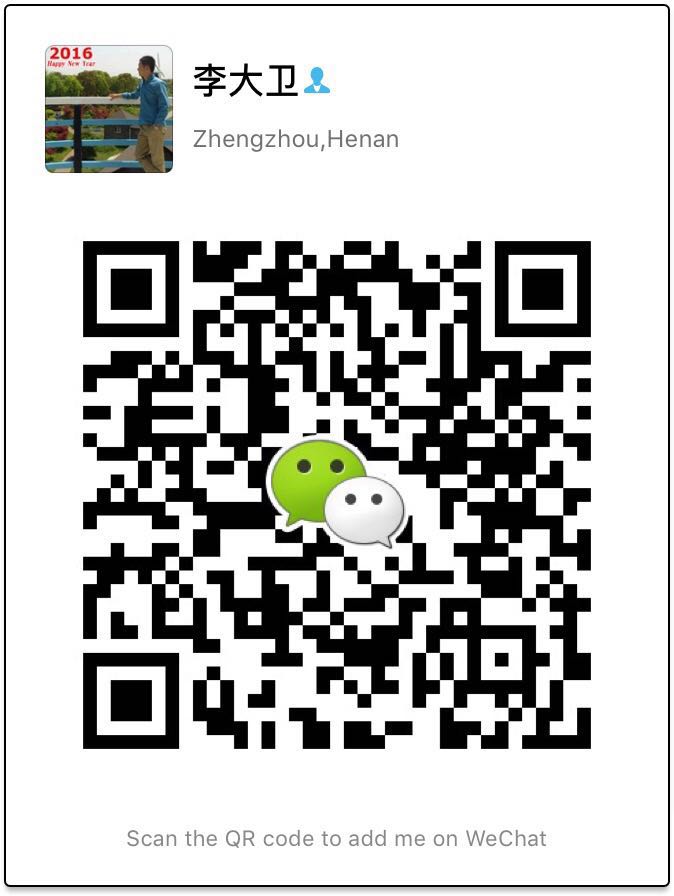 2016
Happy New Year
李大卫
Zhengzhou,Henan
Scan the QR code to add me on WeChat